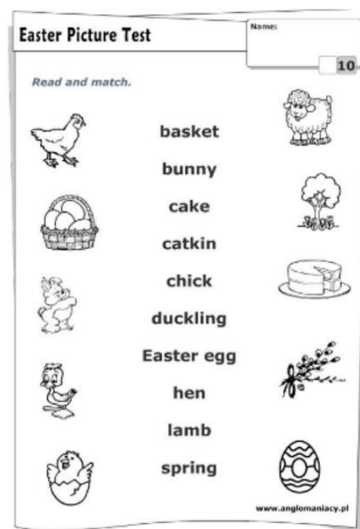 Easter Picture Test
Name:
10
Read and match.
basket
bunny
cake
catkin
chick
duckling
Easter egg
hen
lamb
spring
www.anglomaniacy.pl